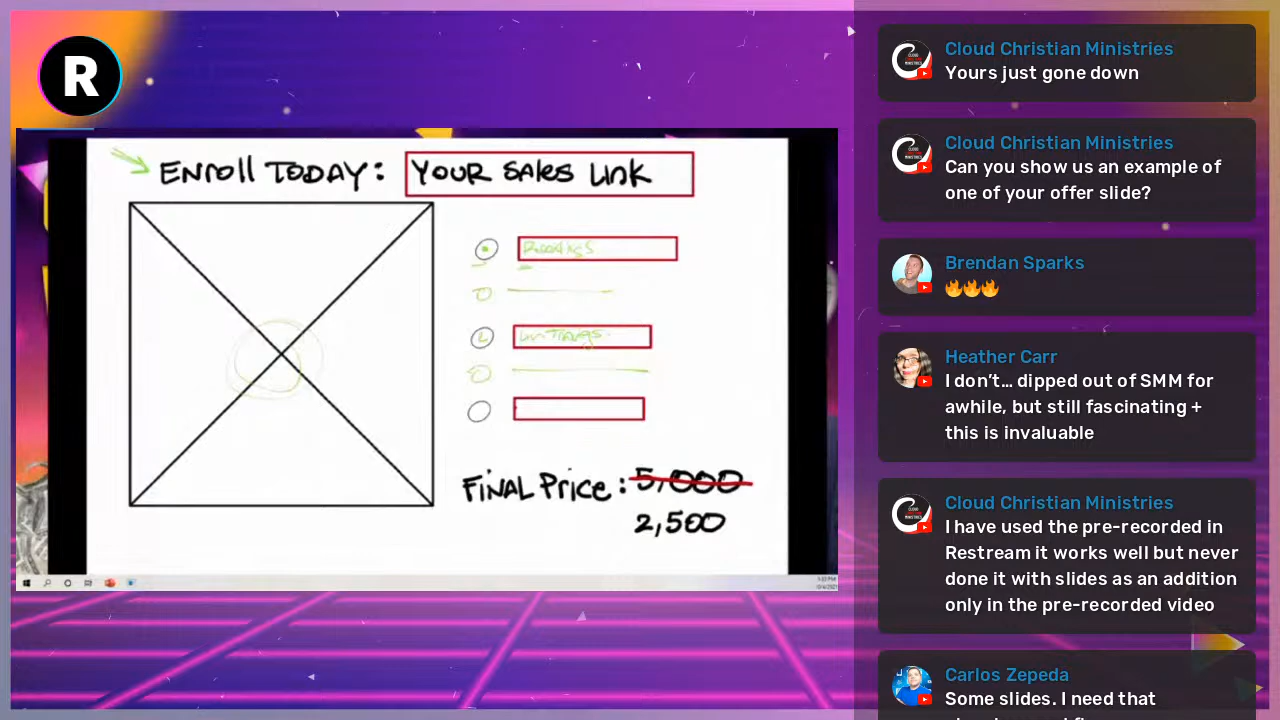 R
Enroll Today: Your Sales Link
Final Price: 5,000
2,500
Cloud Christian Ministries
Yours just gone down
Cloud Christian Ministries
Can you show us an example of
one of your offer slide?
Brendan Sparks
🔥🔥🔥
Heather Carr
I don’t… dipped out of SMM for
awhile, but still fascinating +
this is invaluable
Cloud Christian Ministries
I have used the pre-recorded in
Restream it works well but never
done it with slides as an addition
only in the pre-recorded video
Carlos Zepeda
Some slides. I need that